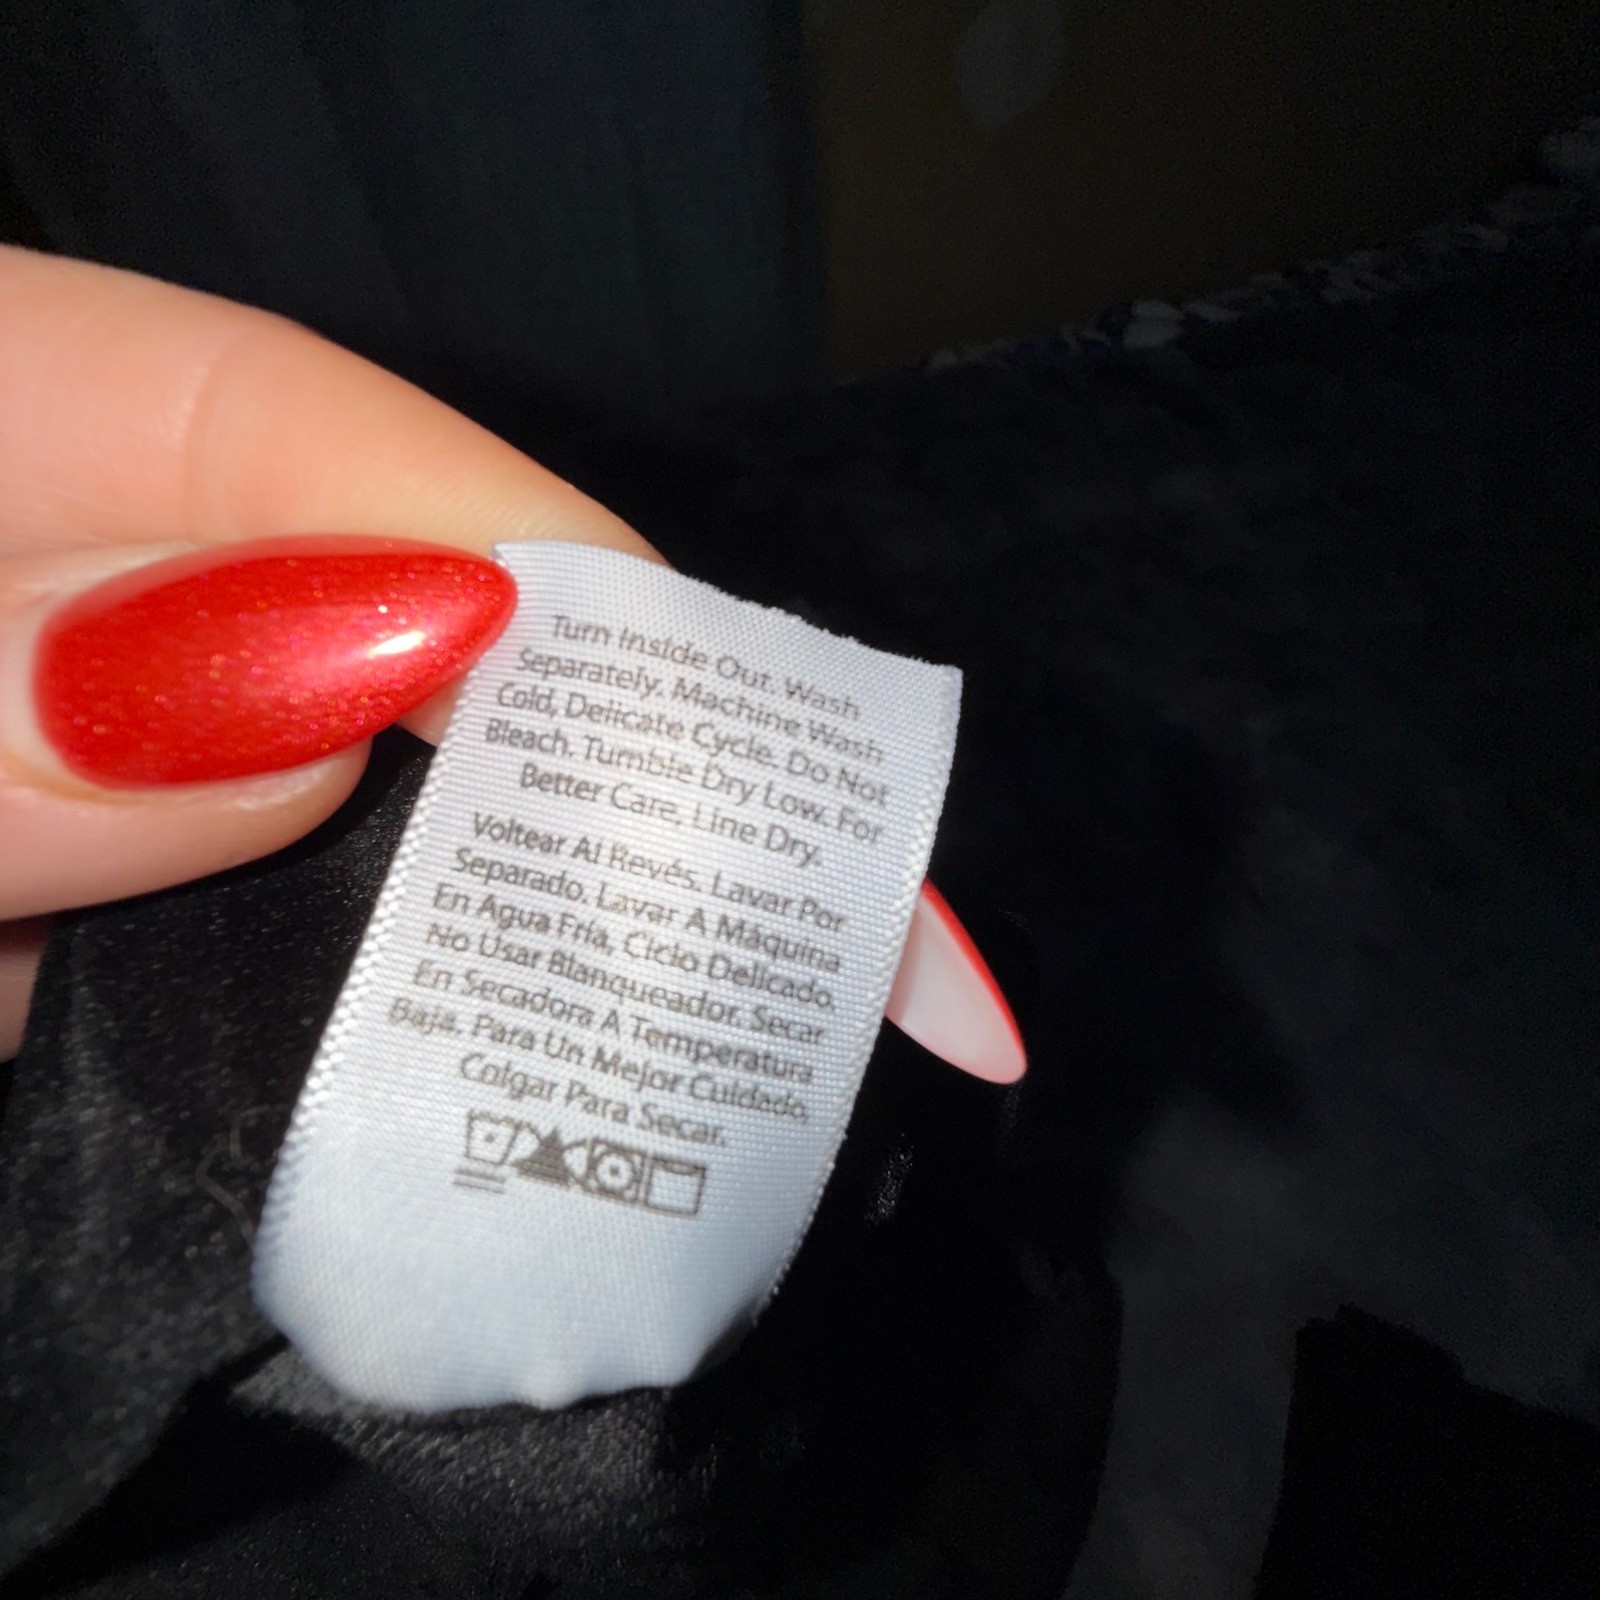 Turn Inside Out. Wash
Separately. Machine Wash
Cold, Delicate Cycle. Do Not
Bleach. Tumble Dry Low. For
Better Care, Line Dry.
Voltear Al Revés. Lavar Por
Separado. Lavar A Máquina
En Agua Fría, Ciclo Delicado,
No Usar Blanqueador. Secar
En Secadora A Temperatura
Baja. Para Un Mejor Cuidado,
Colgar Para Secar.